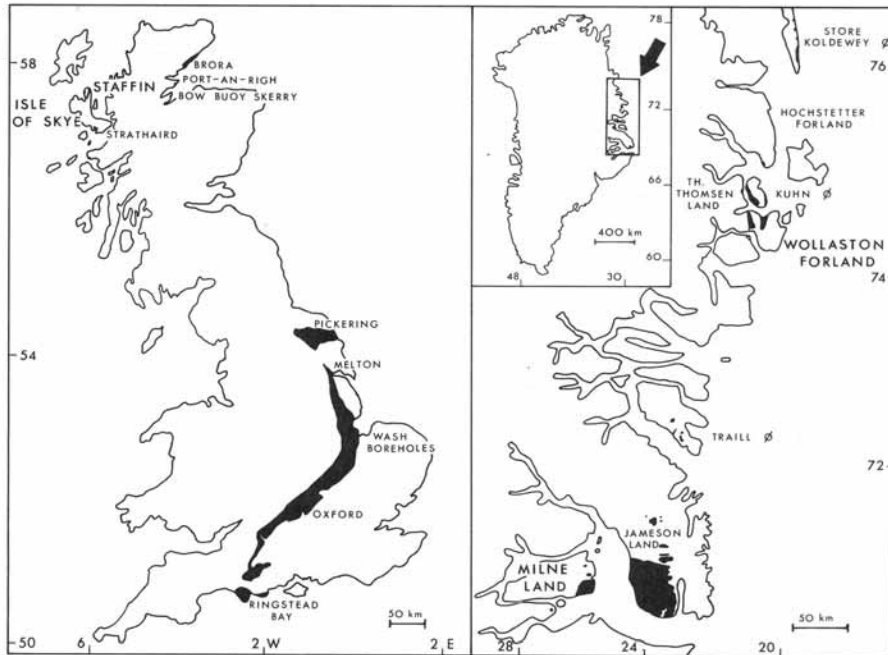 58
BRORA
PORT-AN-RIGH
STAFFIN
BOW BUOY SKERRY
ISLE
OF SKYE
STRATHAIRD
54
PICKERING
MELTON
WASH
BOREHOLES
OXFORD
RINGSTEAD
BAY
50 km
50
6
2 W
2 E
78
72
66
60
400 km
48
30
STORE
KOLDEWEY Ø
76
HOCHSTETTER
FORLAND
TH.
THOMSEN
LAND
KUHN Ø
WOLLASTON
FORLAND
74
TRAILL Ø
72
JAMESON
LAND
MILNE
LAND
50 km
28
24
20